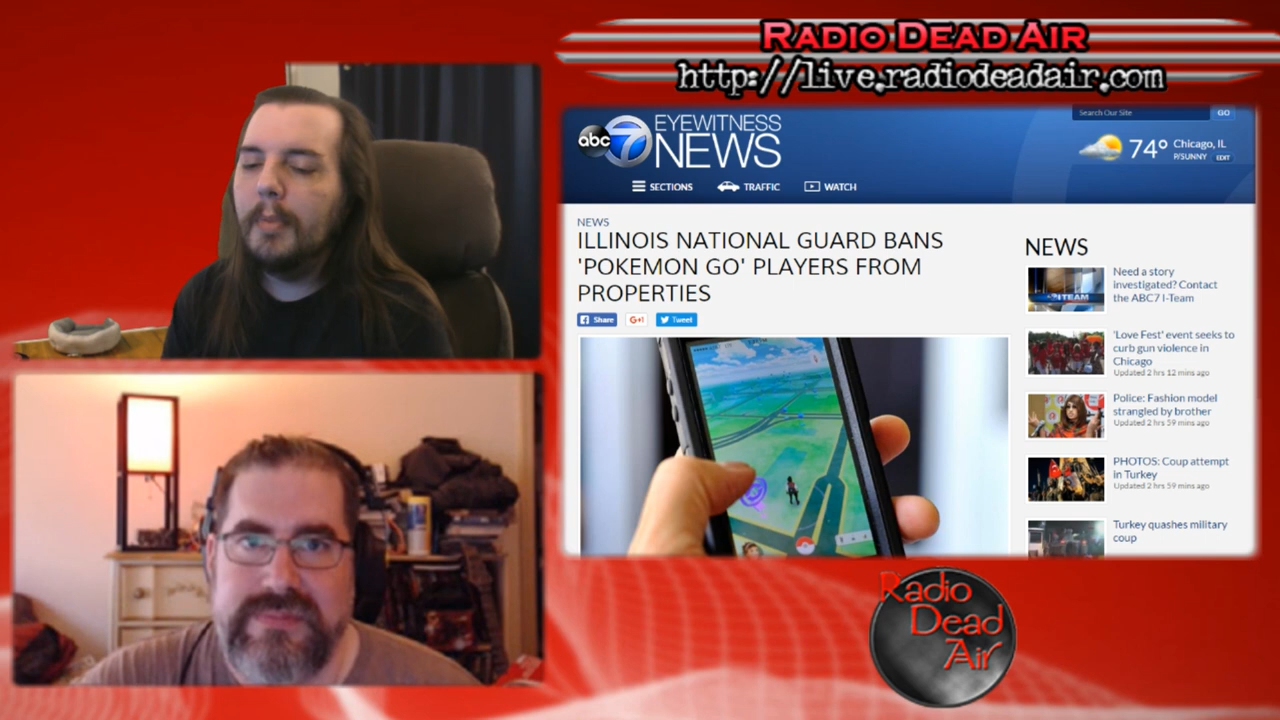 RADIO DEAD AIR
http://live.radiodeadair.com
abc 7 EYEWITNESS
NEWS
Search Our Site GO
74° Chicago, IL
P/SUNNY EDIT
SECTIONS TRAFFIC WATCH
NEWS
ILLINOIS NATIONAL GUARD BANS
'POKEMON GO' PLAYERS FROM
PROPERTIES
Share G+1 Tweet
NEWS
Need a story
investigated? Contact
the ABC7 I-Team
'Love Fest' event seeks to
curb gun violence in
Chicago
Updated 2 hrs 12 mins ago
Police: Fashion model
strangled by brother
Updated 2 hrs 59 mins ago
PHOTOS: Coup attempt
in Turkey
Updated 2 hrs 59 mins ago
Turkey quashes military
coup
Radio
Dead
Air